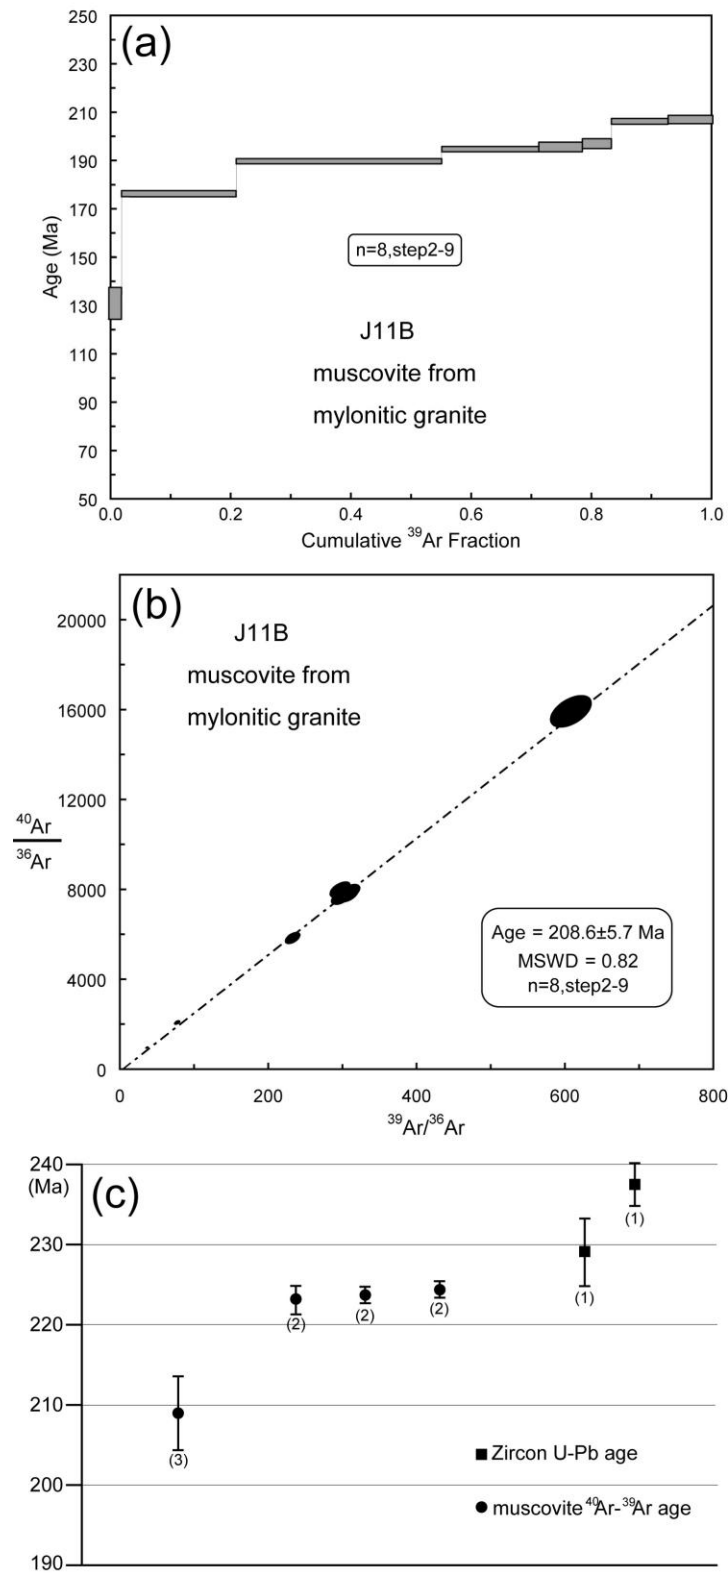 (a)
250
230
210
190
170
150
130
110
90
70
50
Age (Ma)
n=8,step2-9
J11B
muscovite from
mylonitic granite
0.0 0.2 0.4 0.6 0.8 1.0
Cumulative ³⁹Ar Fraction
(b)
J11B
muscovite from
mylonitic granite
20000
16000
12000
8000
4000
0
⁴⁰Ar
³⁶Ar
Age = 208.6±5.7 Ma
MSWD = 0.82
n=8,step2-9
0 200 400 600 800
³⁹Ar/³⁶Ar
240
(Ma)
(c)
230
220
210
200
190
(1)
(1)
(2)
(2)
(2)
(3)
Zircon U-Pb age
muscovite ⁴⁰Ar-³⁹Ar age